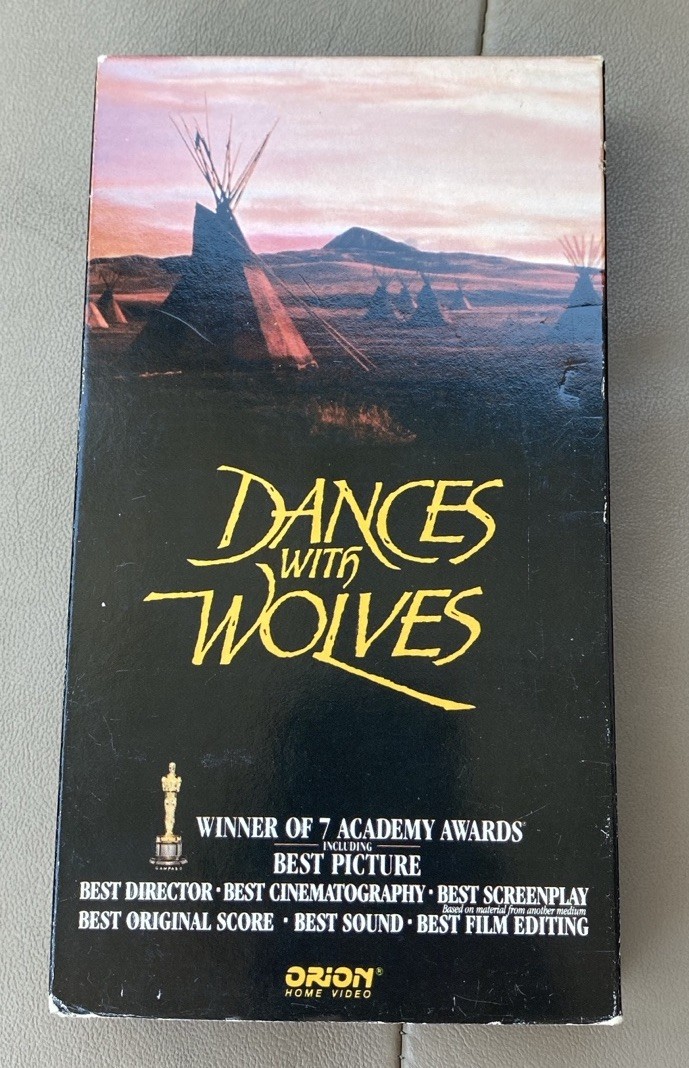 DANCES
WITH
WOLVES
WINNER OF 7 ACADEMY AWARDS®
INCLUDING
BEST PICTURE
BEST DIRECTOR · BEST CINEMATOGRAPHY · BEST SCREENPLAY
Based on material from another medium
BEST ORIGINAL SCORE · BEST SOUND · BEST FILM EDITING
ORION®
HOME VIDEO